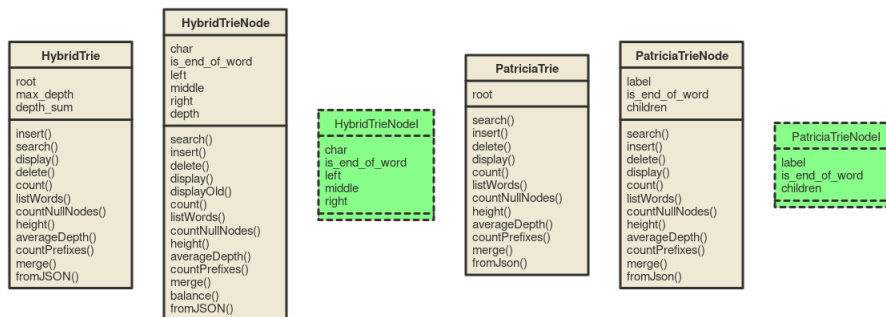 HybridTrie
root
max_depth
depth_sum
insert()
search()
display()
delete()
count()
listWords()
countNullNodes()
height()
averageDepth()
countPrefixes()
merge()
fromJSON()
HybridTrieNode
char
is_end_of_word
left
middle
right
depth
search()
insert()
delete()
display()
displayOld()
count()
listWords()
countNullNodes()
height()
averageDepth()
countPrefixes()
merge()
balance()
fromJSON()
HybridTrieNodeI
char
is_end_of_word
left
middle
right
PatriciaTrie
root
search()
insert()
delete()
display()
count()
listWords()
countNullNodes()
height()
averageDepth()
countPrefixes()
merge()
fromJson()
PatriciaTrieNode
label
is_end_of_word
children
search()
insert()
delete()
display()
count()
listWords()
countNullNodes()
height()
averageDepth()
countPrefixes()
merge()
fromJson()
PatriciaTrieNodeI
label
is_end_of_word
children